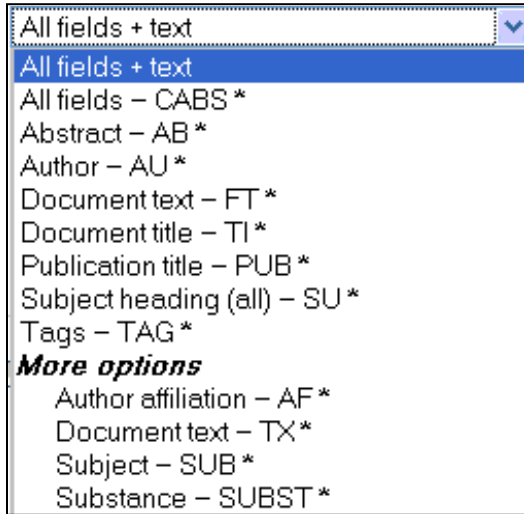 All fields + text
All fields + text
All fields – CABS *
Abstract – AB *
Author – AU *
Document text – FT *
Document title – TI *
Publication title – PUB *
Subject heading (all) – SU *
Tags – TAG *
More options
Author affiliation – AF *
Document text – TX *
Subject – SUB *
Substance – SUBST *